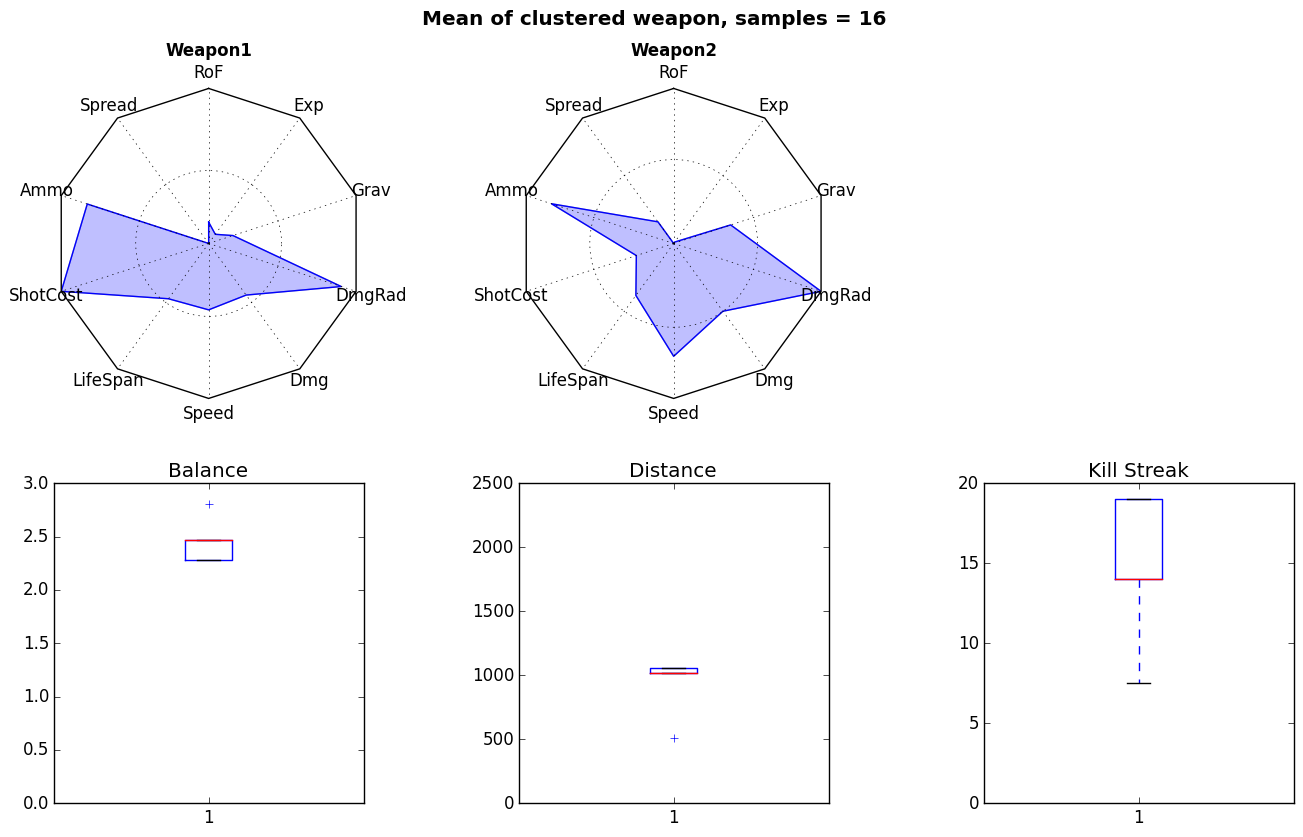 Mean of clustered weapon, samples = 16
Weapon1
RoF
Spread
Exp
Ammo
Grav
ShotCost
DmgRad
LifeSpan
Dmg
Speed
Weapon2
RoF
Spread
Exp
Ammo
Grav
ShotCost
DmgRad
LifeSpan
Dmg
Speed
Balance
3.0
2.5
2.0
1.5
1.0
0.5
0.0
1
Distance
2500
2000
1500
1000
500
0
1
Kill Streak
20
15
10
5
0
1